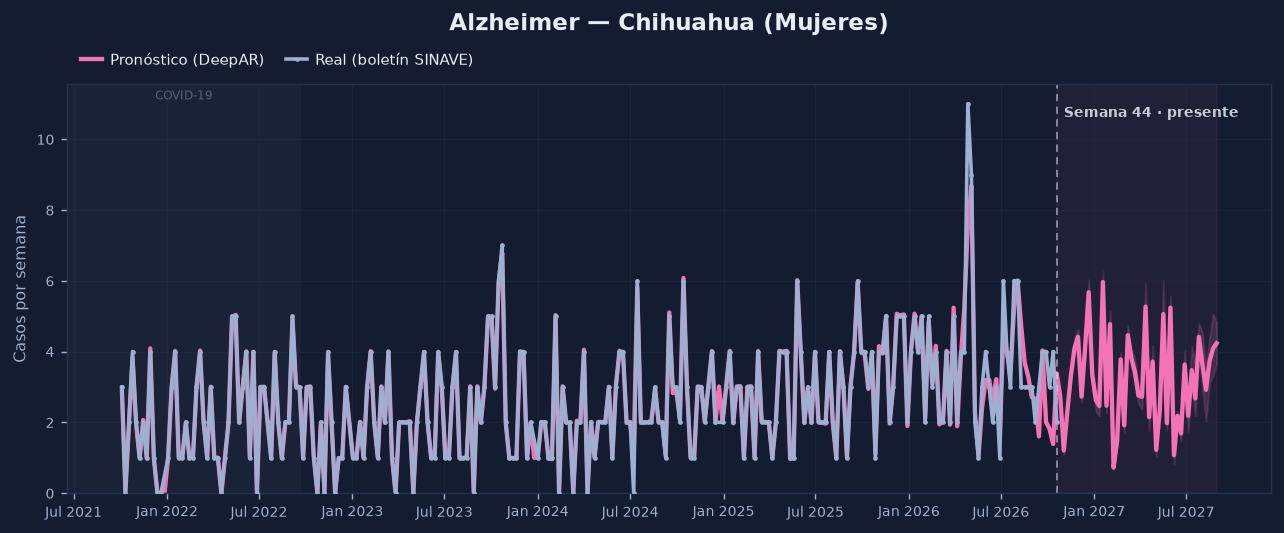 Alzheimer — Chihuahua (Mujeres)
Pronóstico (DeepAR)
Real (boletín SINAVE)
COVID-19
Semana 44 · presente
Casos por semana
10
8
6
4
2
0
Jul 2021
Jan 2022
Jul 2022
Jan 2023
Jul 2023
Jan 2024
Jul 2024
Jan 2025
Jul 2025
Jan 2026
Jul 2026
Jan 2027
Jul 2027